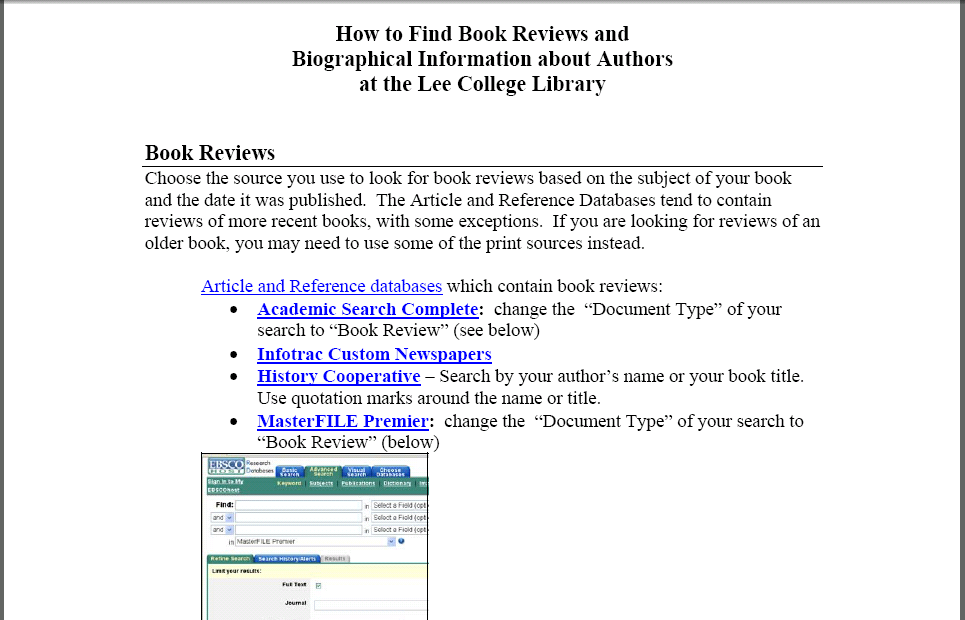 How to Find Book Reviews and
Biographical Information about Authors
at the Lee College Library
Book Reviews
Choose the source you use to look for book reviews based on the subject of your book
and the date it was published. The Article and Reference Databases tend to contain
reviews of more recent books, with some exceptions. If you are looking for reviews of an
older book, you may need to use some of the print sources instead.
Article and Reference databases which contain book reviews:
• Academic Search Complete: change the “Document Type” of your
search to “Book Review” (see below)
• Infotrac Custom Newspapers
• History Cooperative – Search by your author’s name or your book title.
Use quotation marks around the name or title.
• MasterFILE Premier: change the “Document Type” of your search to
“Book Review” (below)
EBSCO Research
HOST Databases
Basic Search Advanced Search Visual Search Choose Databases
Sign In to My EBSCOhost
Keyword Subjects Publications Dictionary
Find: in Select a Field (opt
and in Select a Field (opt
and in Select a Field (opt
in MasterFILE Premier
Refine Search Search History/Alerts Results
Limit your results:
Full Text
Journal